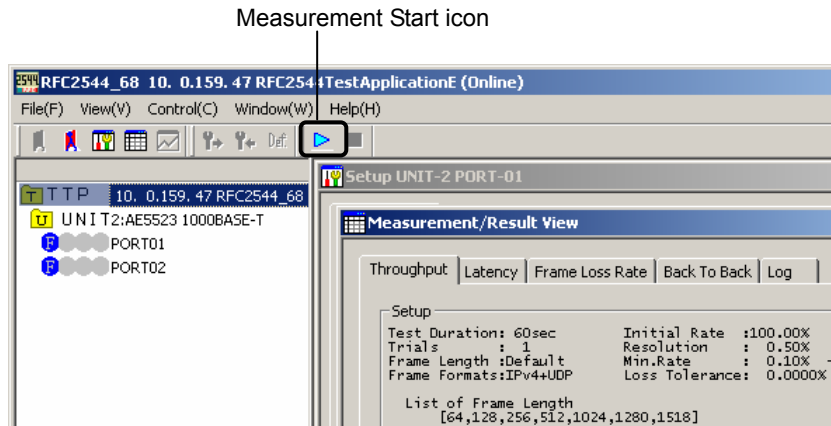 Measurement Start icon
RFC2544_68 10. 0.159. 47 RFC2544TestApplicationE (Online)
File(F) View(V) Control(C) Window(W) Help(H)
Def.
Setup UNIT-2 PORT-01
T TTP 10. 0.159. 47 RFC2544_68
U UNIT2:AE5523 1000BASE-T
F PORT01
F PORT02
Measurement/Result View
Throughput Latency Frame Loss Rate Back To Back Log
Setup
Test Duration: 60sec Initial Rate :100.00%
Trials : 1 Resolution : 0.50%
Frame Length :Default Min.Rate : 0.10% -
Frame Formats:IPv4+UDP Loss Tolerance: 0.0000%
List of Frame Length
[64,128,256,512,1024,1280,1518]